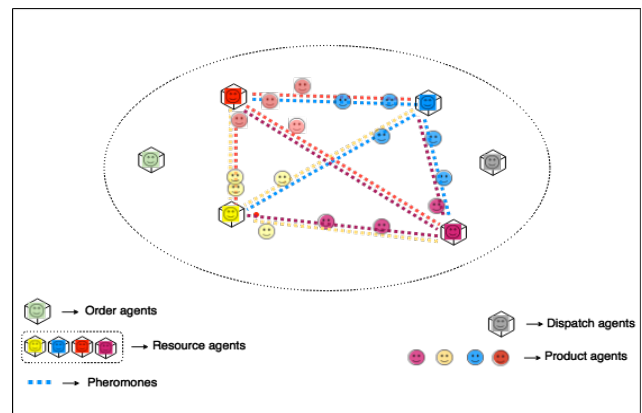 Order agents
Resource agents
Pheromones
Dispatch agents
Product agents